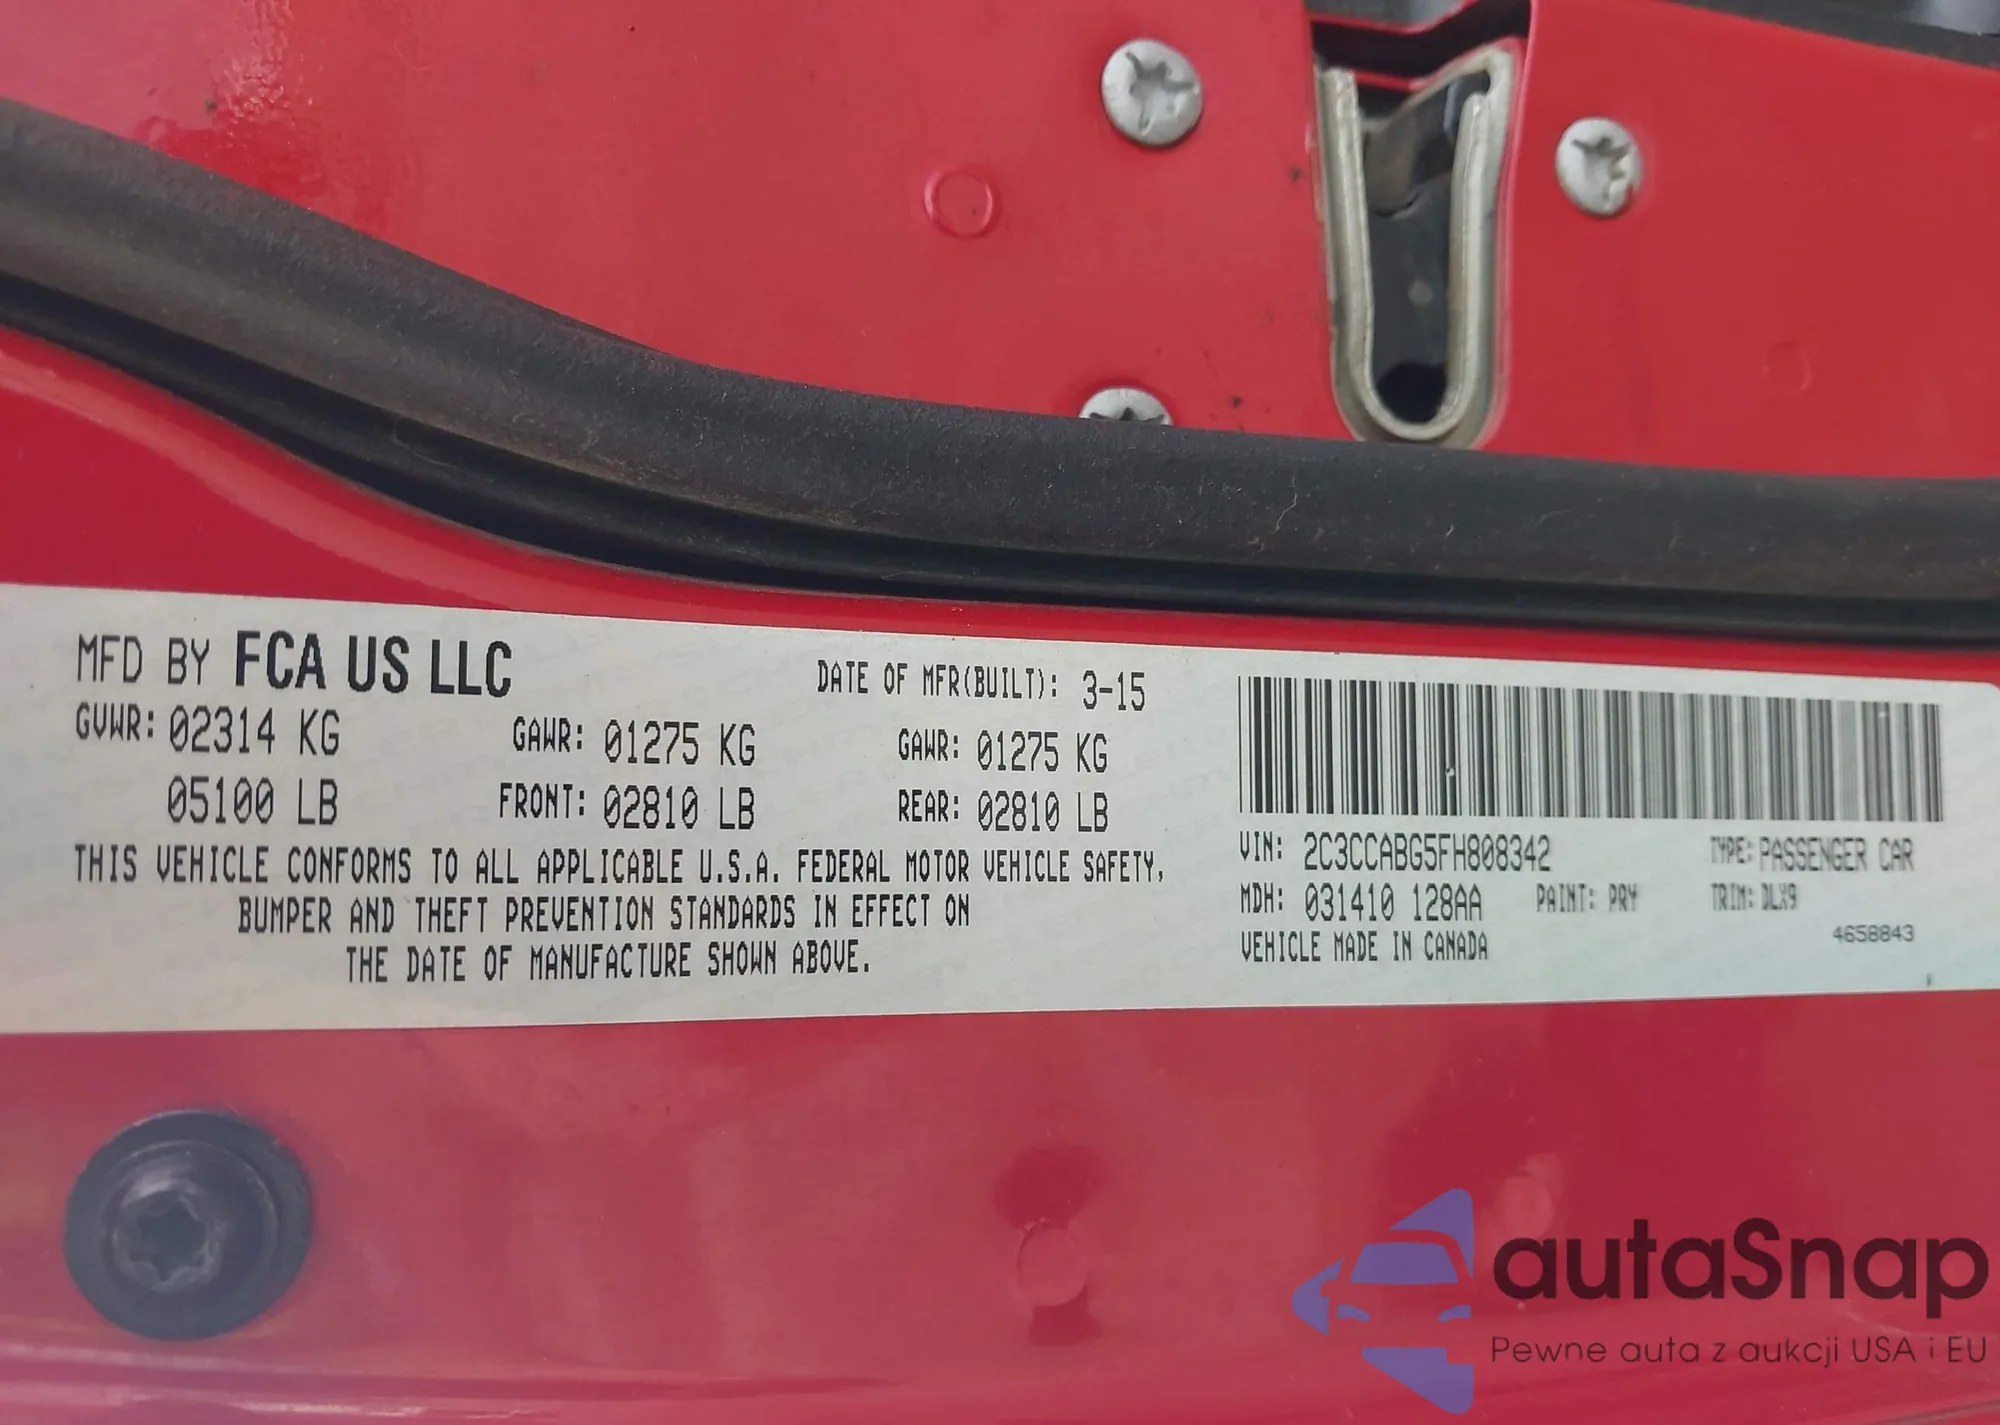 MFD BY FCA US LLC
DATE OF MFR(BUILT): 3-15
GVWR: 02314 KG
GAWR: 01275 KG
GAWR: 01275 KG
05100 LB
FRONT: 02810 LB
REAR: 02810 LB
THIS VEHICLE CONFORMS TO ALL APPLICABLE U.S.A. FEDERAL MOTOR VEHICLE SAFETY,
BUMPER AND THEFT PREVENTION STANDARDS IN EFFECT ON
THE DATE OF MANUFACTURE SHOWN ABOVE.
VIN: 2C3CCABG5FH808342
TYPE: PASSENGER CAR
MDH: 031410 128AA
PAINT: PRY
TRIM: DLX9
VEHICLE MADE IN CANADA
4658843
autaSnap
Pewne auta z aukcji USA i EU